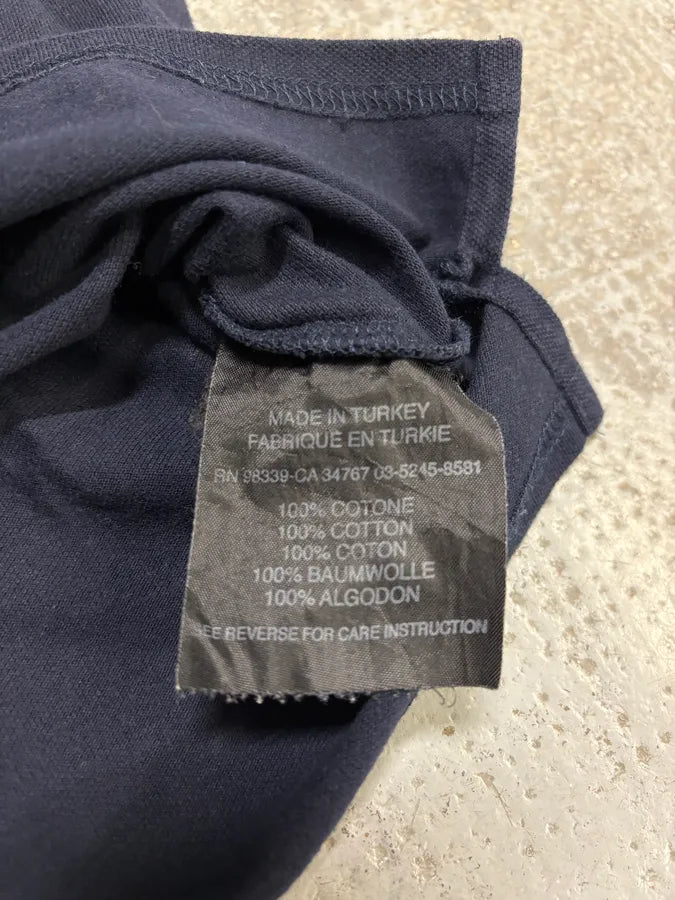 MADE IN TURKEY
FABRIQUE EN TURKIE
RN 98339-CA 34767 03-5245-8581
100% COTONE
100% COTTON
100% COTON
100% BAUMWOLLE
100% ALGODON
SEE REVERSE FOR CARE INSTRUCTION